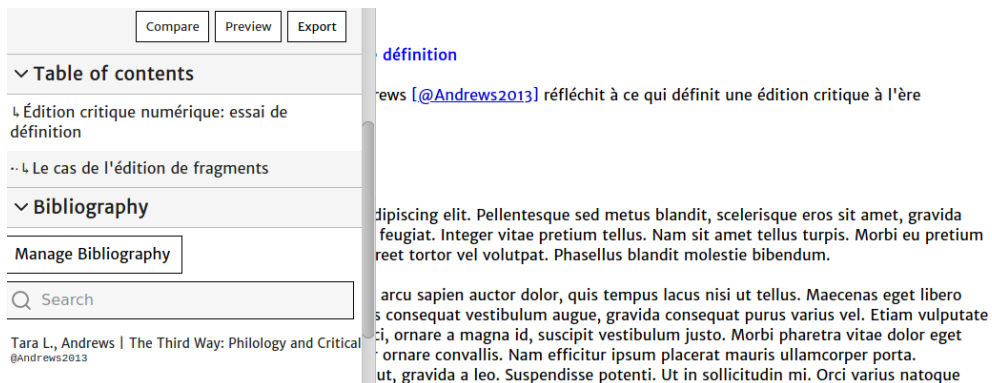 Compare Preview Export
Table of contents
↳ Édition critique numérique: essai de
définition
··↳ Le cas de l'édition de fragments
Bibliography
Manage Bibliography
Search
Tara L., Andrews | The Third Way: Philology and Critical
@Andrews2013
définition
[@Andrews2013] réfléchit à ce qui définit une édition critique à l'ère
elit. Pellentesque sed metus blandit, scelerisque eros sit amet, gravida
feugiat. Integer vitae pretium tellus. Nam sit amet tellus turpis. Morbi eu pretium
tortor vel volutpat. Phasellus blandit molestie bibendum.
arcu sapien auctor dolor, quis tempus lacus nisi ut tellus. Maecenas eget libero
consequat vestibulum augue, gravida consequat purus varius vel. Etiam vulputate
ornare a magna id, suscipit vestibulum justo. Morbi pharetra vitae dolor eget
ornare convallis. Nam efficitur ipsum placerat mauris ullamcorper porta.
ut, gravida a leo. Suspendisse potenti. Ut in sollicitudin mi. Orci varius natoque